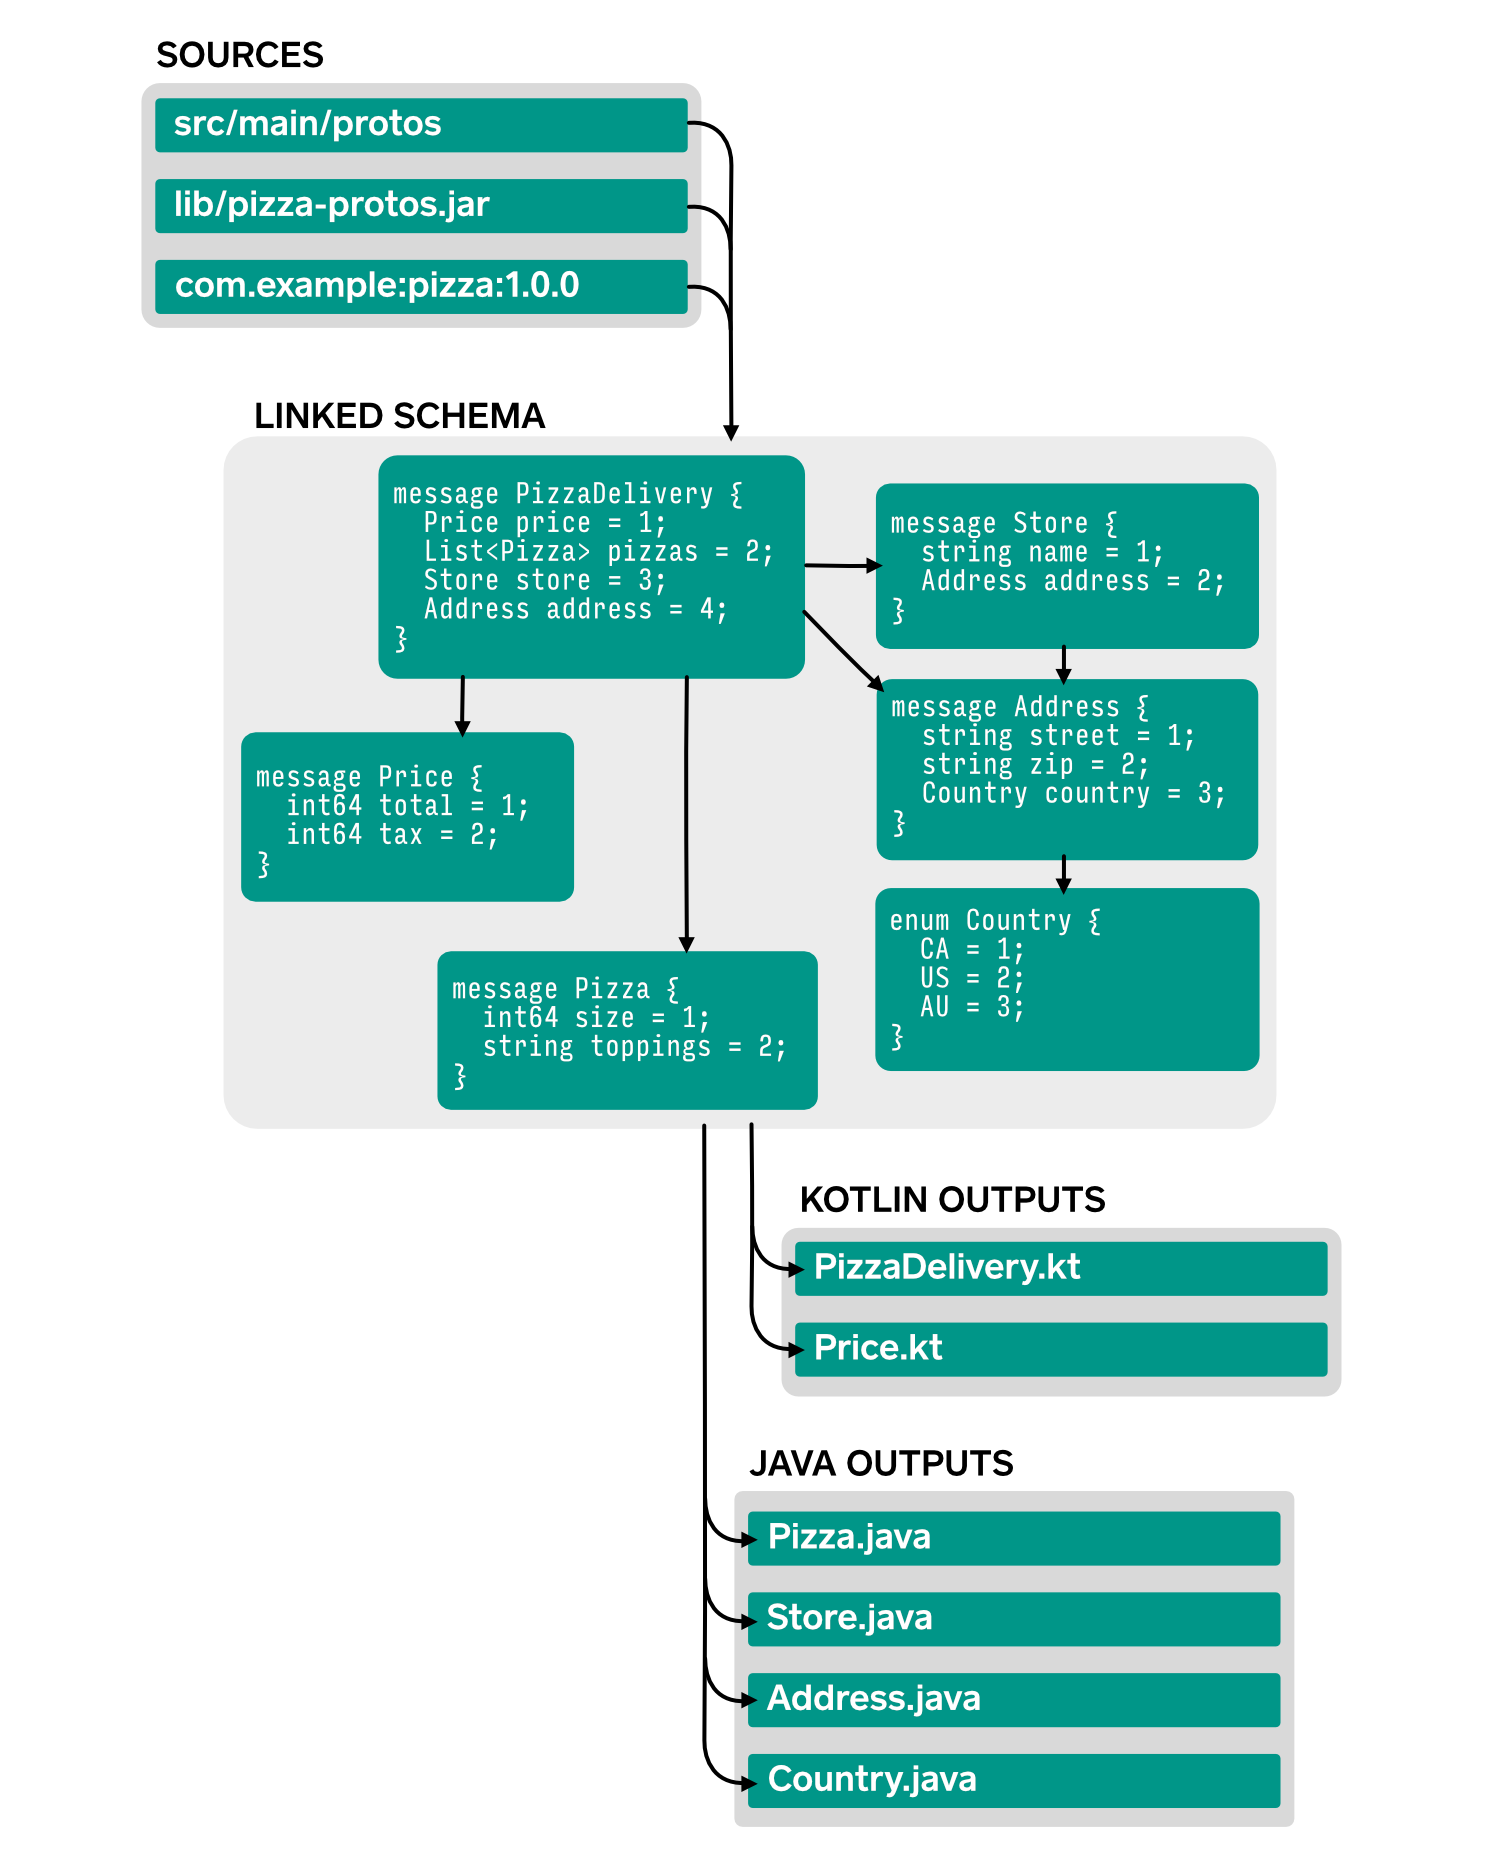 SOURCES
src/main/protos
lib/pizza-protos.jar
com.example:pizza:1.0.0
LINKED SCHEMA
message PizzaDelivery {
  Price price = 1;
  List<Pizza> pizzas = 2;
  Store store = 3;
  Address address = 4;
}
message Store {
  string name = 1;
  Address address = 2;
}
message Price {
  int64 total = 1;
  int64 tax = 2;
}
message Address {
  string street = 1;
  string zip = 2;
  Country country = 3;
}
message Pizza {
  int64 size = 1;
  string toppings = 2;
}
enum Country {
  CA = 1;
  US = 2;
  AU = 3;
}
KOTLIN OUTPUTS
PizzaDelivery.kt
Price.kt
JAVA OUTPUTS
Pizza.java
Store.java
Address.java
Country.java